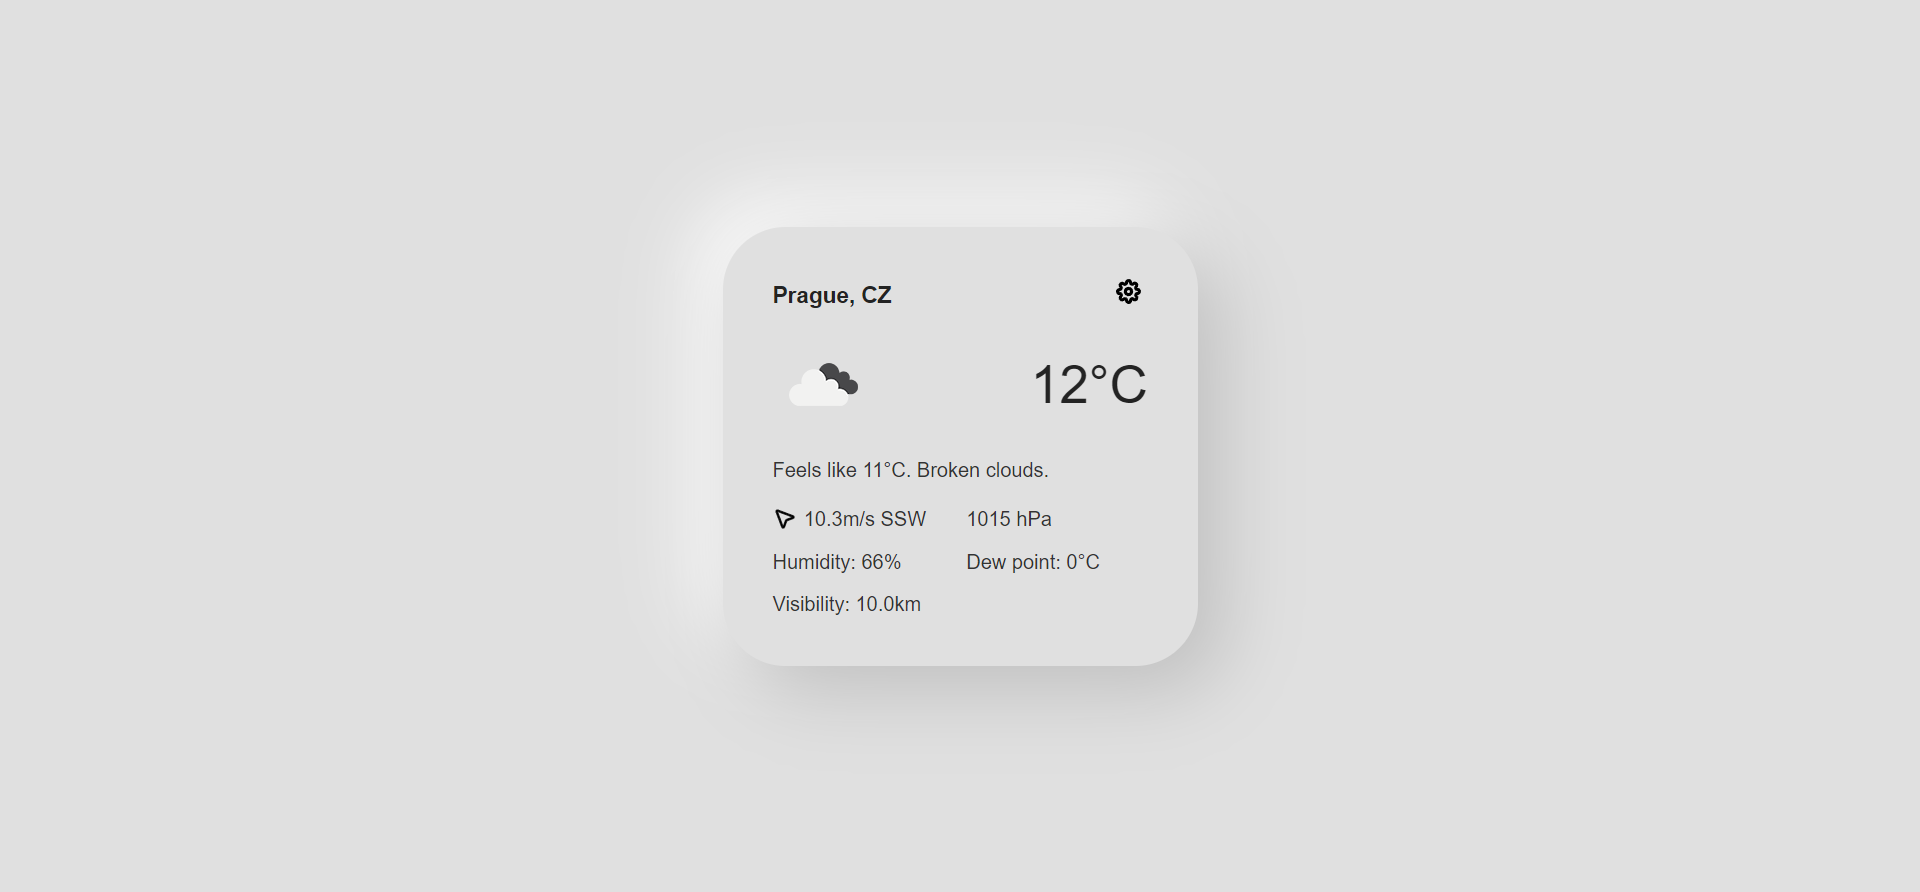 Prague, CZ
12°C
Feels like 11°C. Broken clouds.
10.3m/s SSW 1015 hPa
Humidity: 66% Dew point: 0°C
Visibility: 10.0km